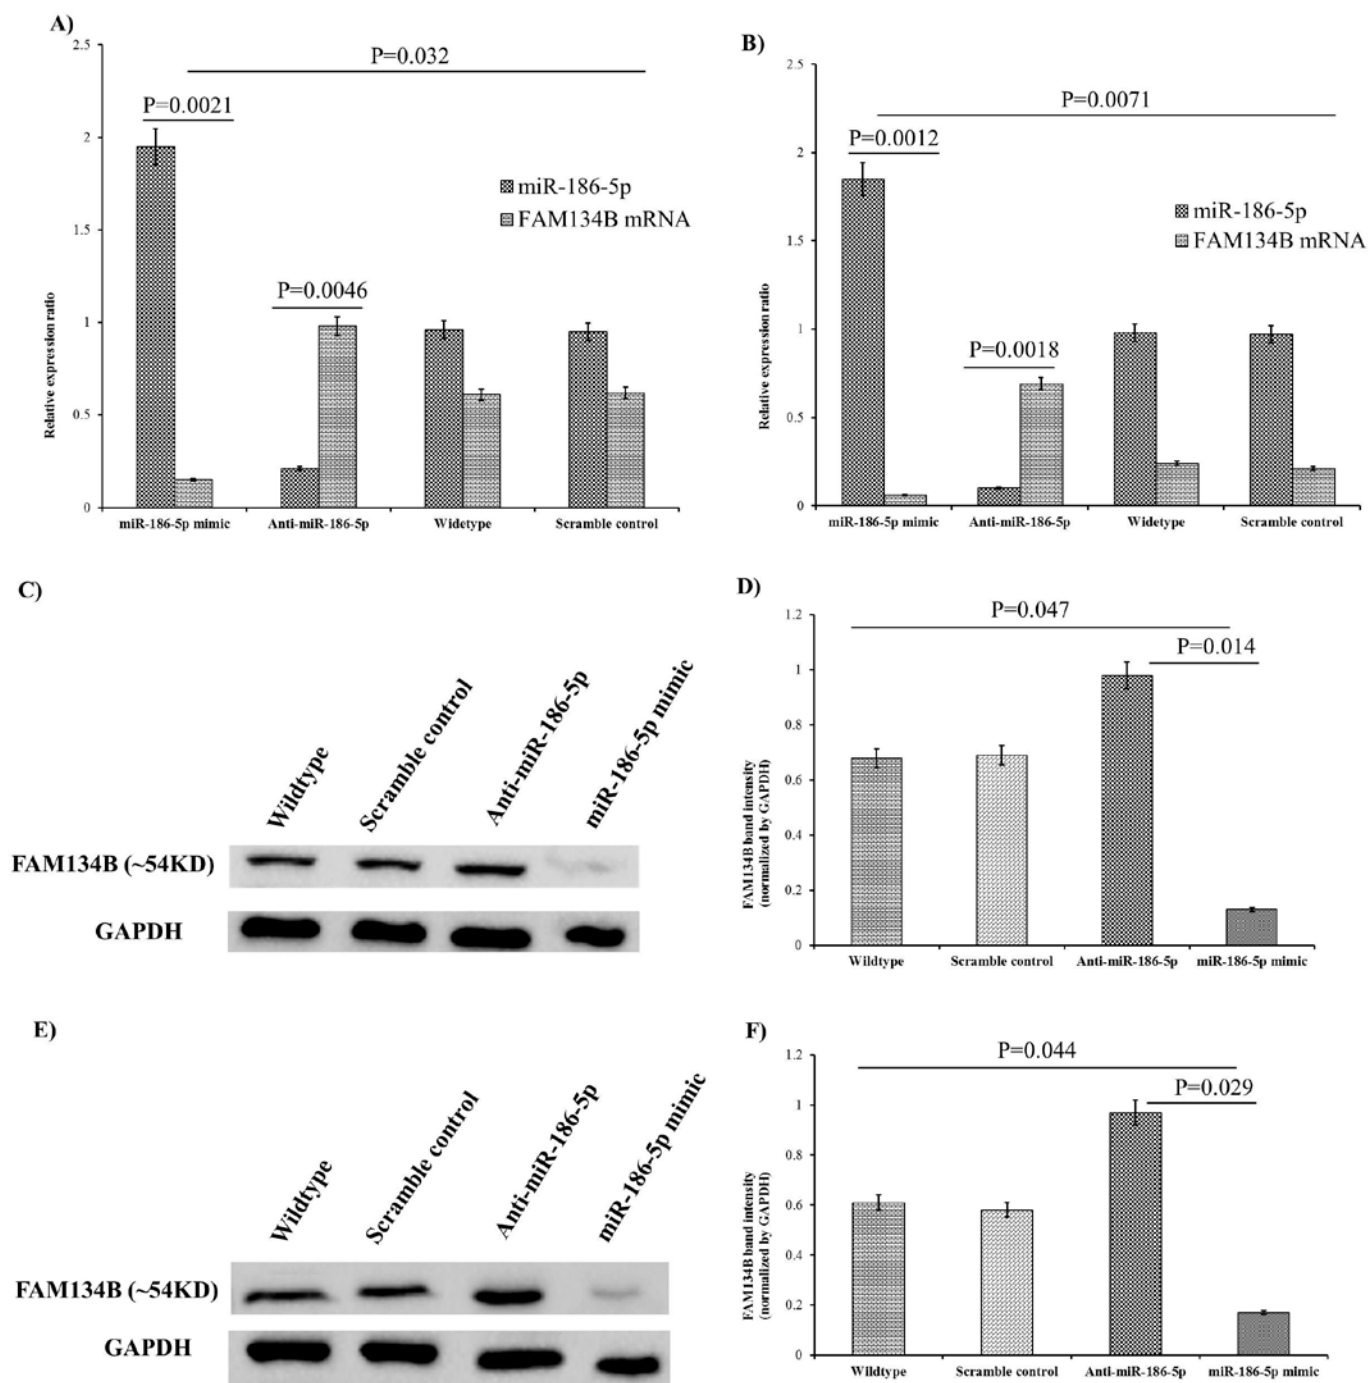 A)
2.5
2
1.5
1
0.5
0
Relative expression ratio
P=0.032
P=0.0021
P=0.0046
miR-186-5p
FAM134B mRNA
miR-186-5p mimic
Anti-miR-186-5p
Widetype
Scramble control
B)
2.5
2
1.5
1
0.5
0
Relative expression ratio
P=0.0071
P=0.0012
P=0.0018
miR-186-5p
FAM134B mRNA
miR-186-5p mimic
Anti-miR-186-5p
Widetype
Scramble control
C)
Wildtype
Scramble control
Anti-miR-186-5p
miR-186-5p mimic
FAM134B (~54KD)
GAPDH
D)
1.2
1
0.8
0.6
0.4
0.2
0
FAM134B band intensity
(normalized by GAPDH)
P=0.047
P=0.014
Wildtype
Scramble control
Anti-miR-186-5p
miR-186-5p mimic
E)
Wildtype
Scramble control
Anti-miR-186-5p
miR-186-5p mimic
FAM134B (~54KD)
GAPDH
F)
1.2
1
0.8
0.6
0.4
0.2
0
FAM134B band intensity
(normalized by GAPDH)
P=0.044
P=0.029
Wildtype
Scramble control
Anti-miR-186-5p
miR-186-5p mimic